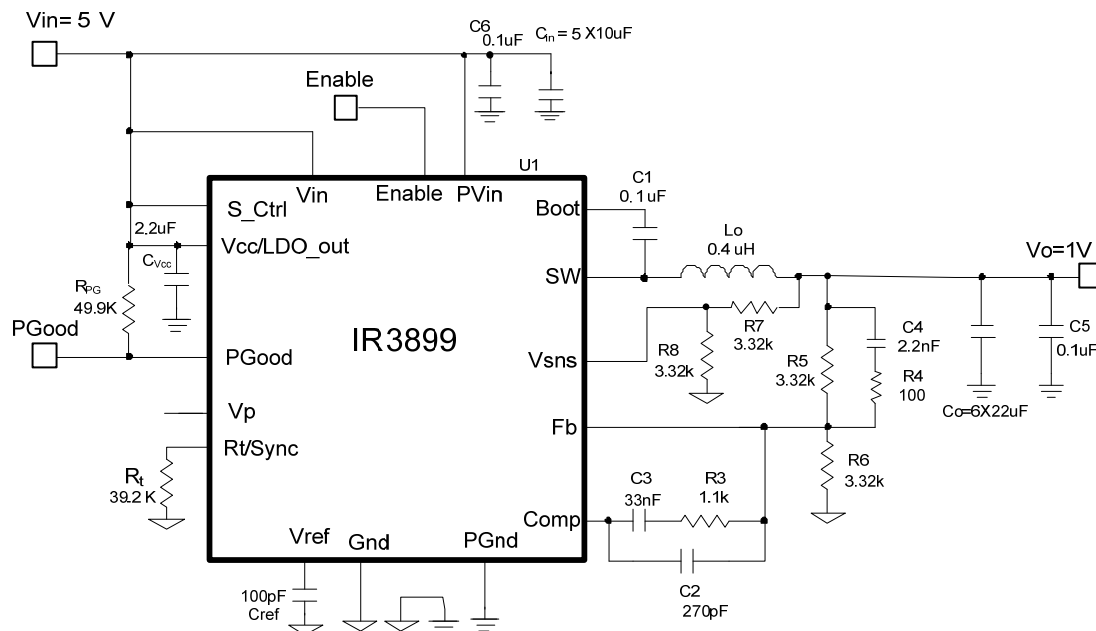 Vin= 5 V
C6
0.1uF
Cin = 5 X10uF
Enable
U1
Vin
Enable
PVin
S_Ctrl
Boot
C1
0.1uF
2.2uF
Vcc/LDO_out
CVcc
Lo
0.4 uH
Vo=1V
SW
RPG
49.9K
PGood
IR3899
R7
3.32k
C4
2.2nF
C5
0.1uF
PGood
Vsns
R8
3.32k
R5
3.32k
R4
100
Co=6X22uF
Vp
Fb
Rt/Sync
Rt
39.2 K
R6
3.32k
C3
33nF
R3
1.1k
Comp
Vref
Gnd
PGnd
C2
270pF
100pF
Cref